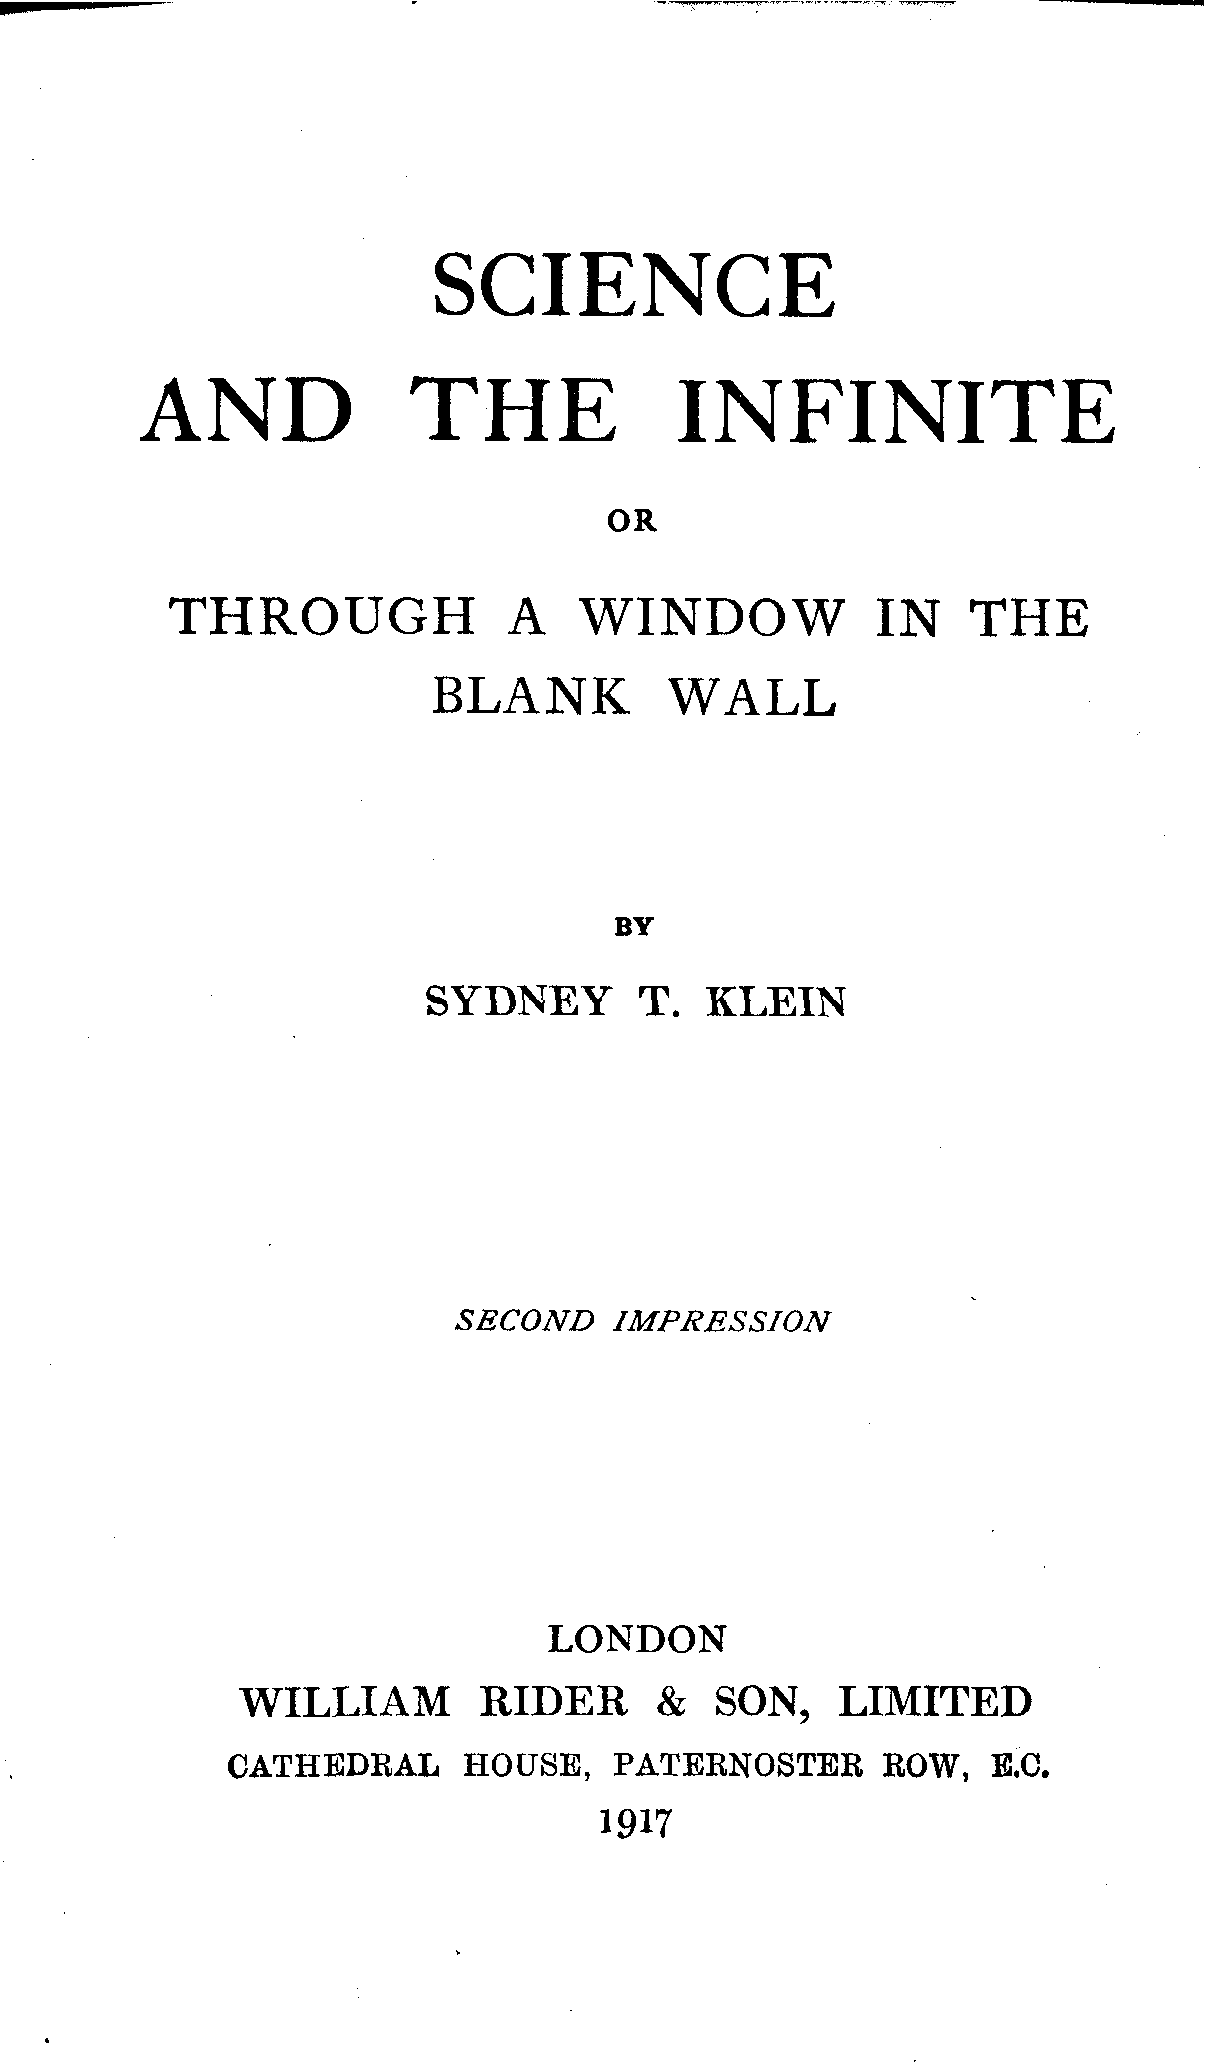 SCIENCE
AND THE INFINITE
OR
THROUGH A WINDOW IN THE
BLANK WALL
BY
SYDNEY T. KLEIN
SECOND IMPRESSION
LONDON
WILLIAM RIDER & SON, LIMITED
CATHEDRAL HOUSE, PATERNOSTER ROW, E.C.
1917